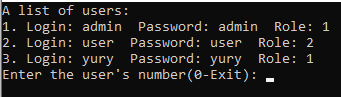 A list of users:
1. Login: admin  Password: admin  Role: 1
2. Login: user  Password: user  Role: 2
3. Login: yury  Password: yury  Role: 1
Enter the user's number(0-Exit):